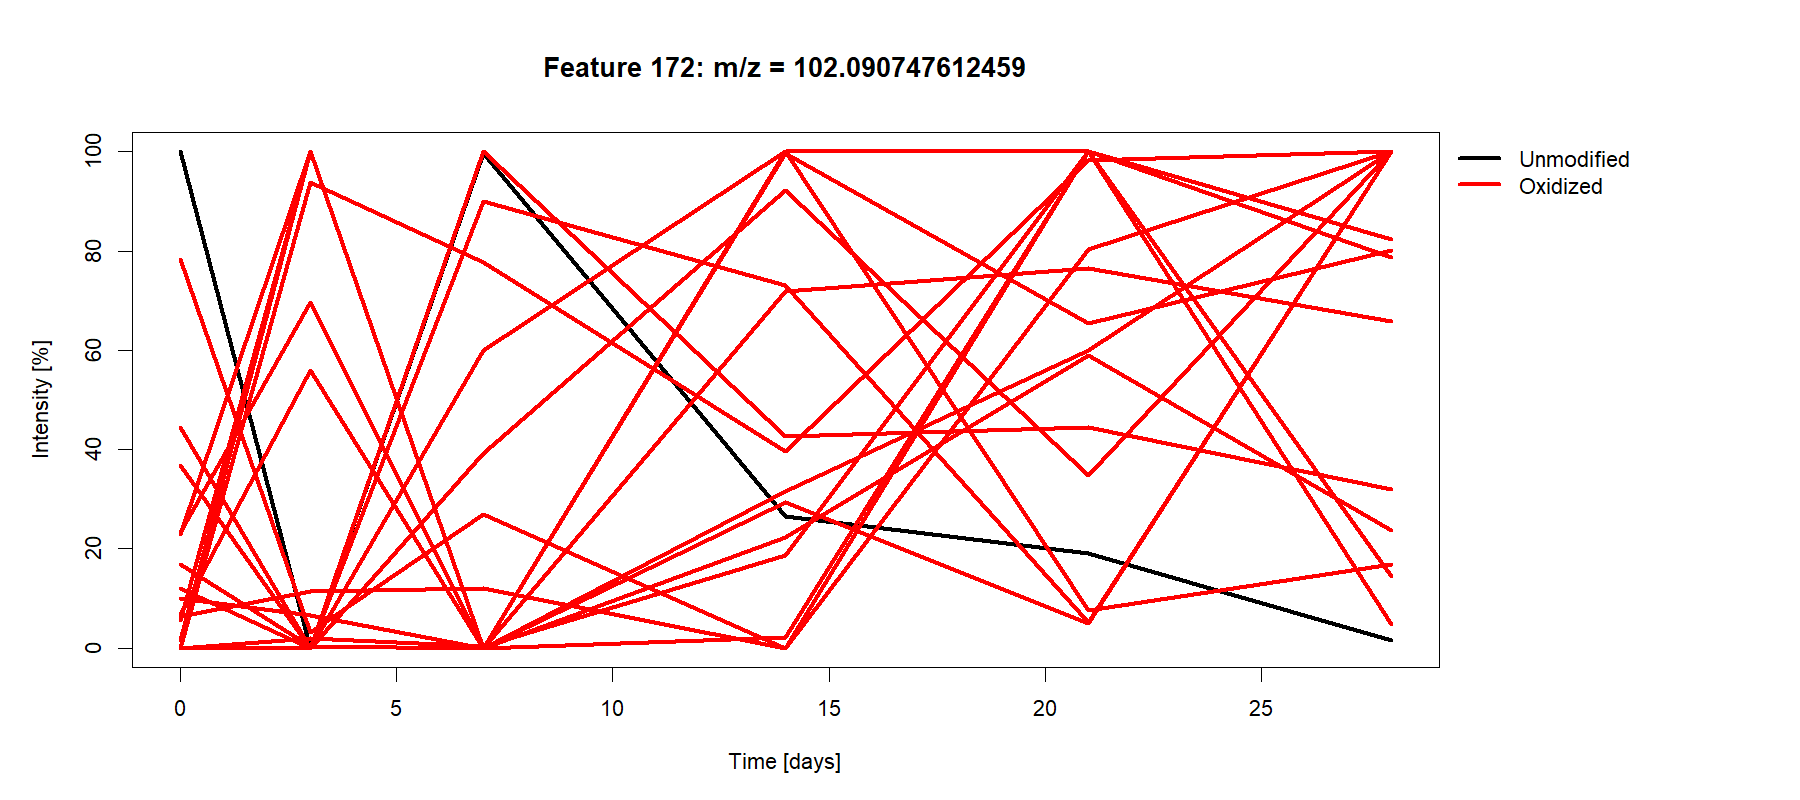 Feature 172: m/z = 102.090747612459
Unmodified
Oxidized
Intensity [%]
100
80
60
40
20
0
0 5 10 15 20 25
Time [days]